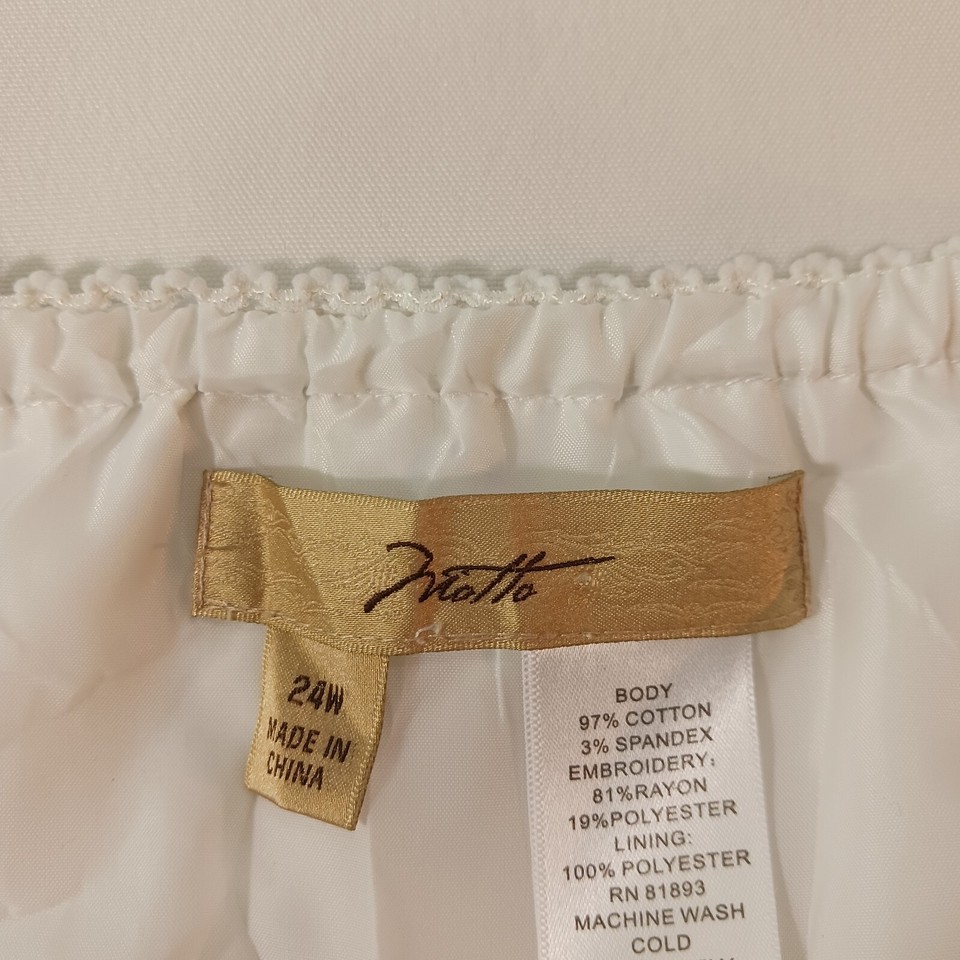 Motto
24W
MADE IN
CHINA
BODY
97% COTTON
3% SPANDEX
EMBROIDERY:
81%RAYON
19%POLYESTER
LINING:
100% POLYESTER
RN 81893
MACHINE WASH
COLD